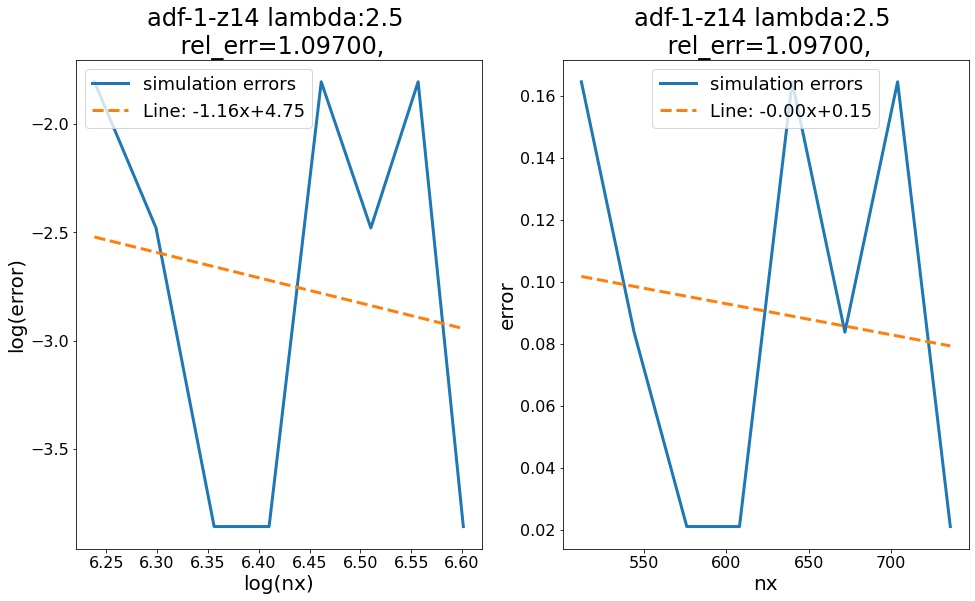 adf-1-z14 lambda:2.5
rel_err=1.09700,
simulation errors
Line: -1.16x+4.75
log(error)
−2.0
−2.5
−3.0
−3.5
6.25 6.30 6.35 6.40 6.45 6.50 6.55 6.60
log(nx)
adf-1-z14 lambda:2.5
rel_err=1.09700,
simulation errors
Line: -0.00x+0.15
error
0.16
0.14
0.12
0.10
0.08
0.06
0.04
0.02
550 600 650 700
nx